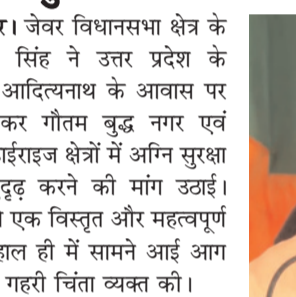 र। जेवर विधानसभा क्षेत्र के
सिंह ने उत्तर प्रदेश के
आदित्यनाथ के आवास पर
कर गौतम बुद्ध नगर एवं
ाईराइज क्षेत्रों में अग्नि सुरक्षा
दृढ़ करने की मांग उठाई।
एक विस्तृत और महत्वपूर्ण
हाल ही में सामने आई आग
गहरी चिंता व्यक्त की।